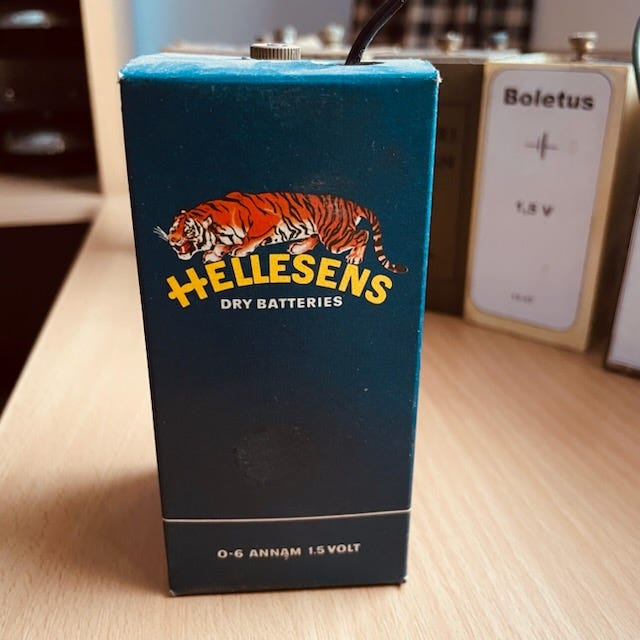 HELLESENS
DRY BATTERIES
O-6 ANNAM 1.5 VOLT
Boletus
1,5 V